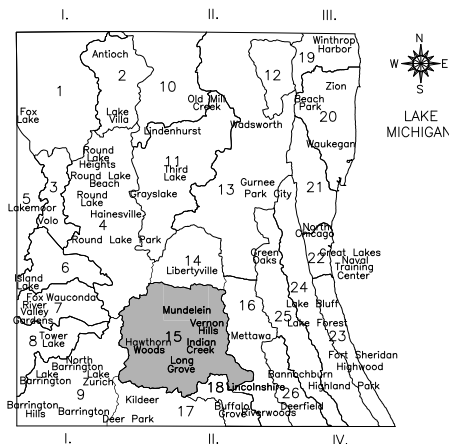 I.
II.
III.
Winthrop
Harbor
19
Antioch
2
10
12
N
W
E
S
1
Zion
Old Mill
Creek
Beach
Park
20
LAKE
MICHIGAN
Fox
Lake
Lake
Villa
Lindenhurst
Wadsworth
Waukegan
Round
Lake
Heights
11
Third
Lake
Round Lake
Beach
3
Round
Lake
Grayslake
13
Gurnee
Park City
21
5
Lakemoor
Volo
Hainesville
4
Round Lake Park
North
Chicago
14
Libertyville
Green
Oaks
22
Great Lakes
Naval
Training
Center
6
Island
Lake
24
Fox
River
Valley
Gardens
Wauconda
7
Mundelein
16
Lake Bluff
25
Lake Forest
Vernon
Hills
Mettawa
23
8
Tower
Lake
Hawthorn
Woods
15
Indian
Creek
Long
Grove
Fort Sheridan
Highwood
North
Barrington
Lake
Barrington
Lake
Zurich
Bannockburn
Highland Park
9
18
Lincolnshire
26
Barrington
Hills
Barrington
Kildeer
Deer Park
17
Buffalo
Grove
Riverwoods
Deerfield
I.
II.
IV.